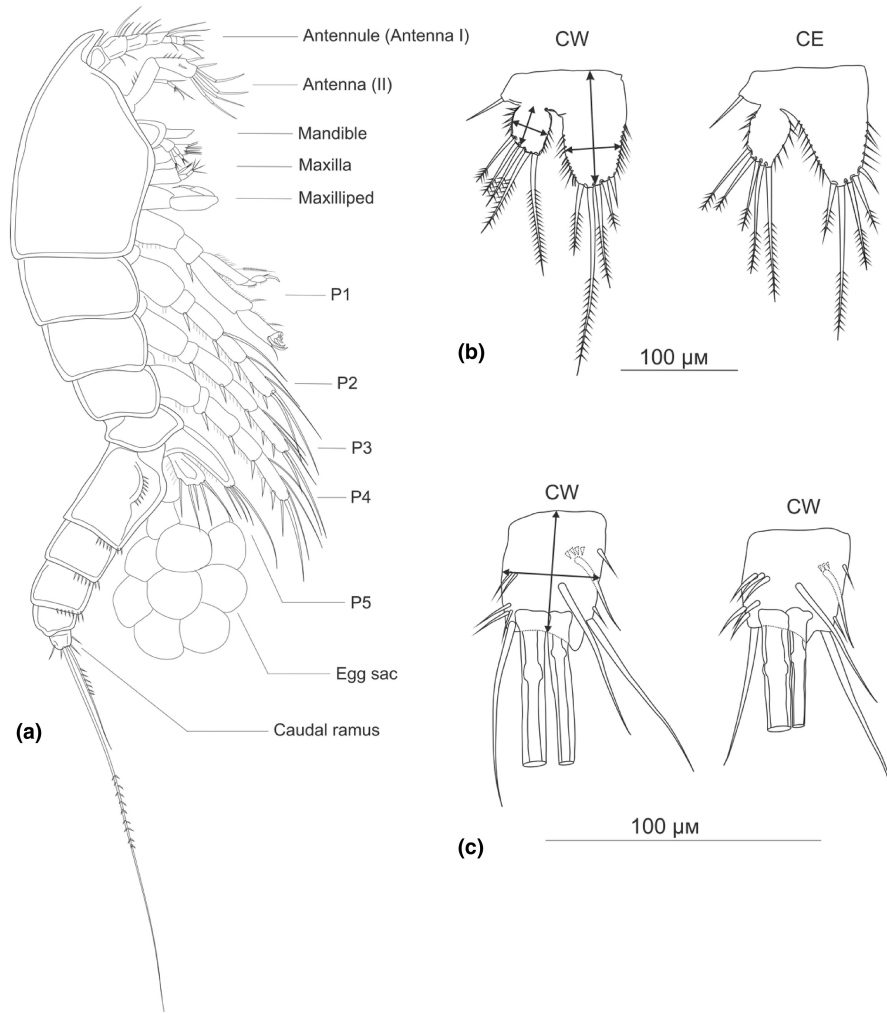 Antennule (Antenna I)
Antenna (II)
Mandible
Maxilla
Maxilliped
P1
P2
P3
P4
P5
Egg sac
Caudal ramus
(a)
CW
CE
(b)
100 μм
CW
CW
100 μм
(c)